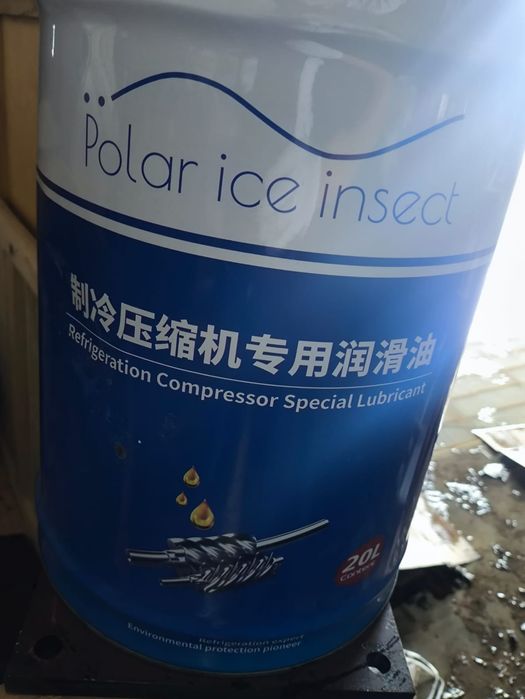 Polar ice insect
制冷压缩机专用润滑油
Refrigeration Compressor Special Lubricant
20L
Content
Refrigeration expert
Environmental protection pioneer